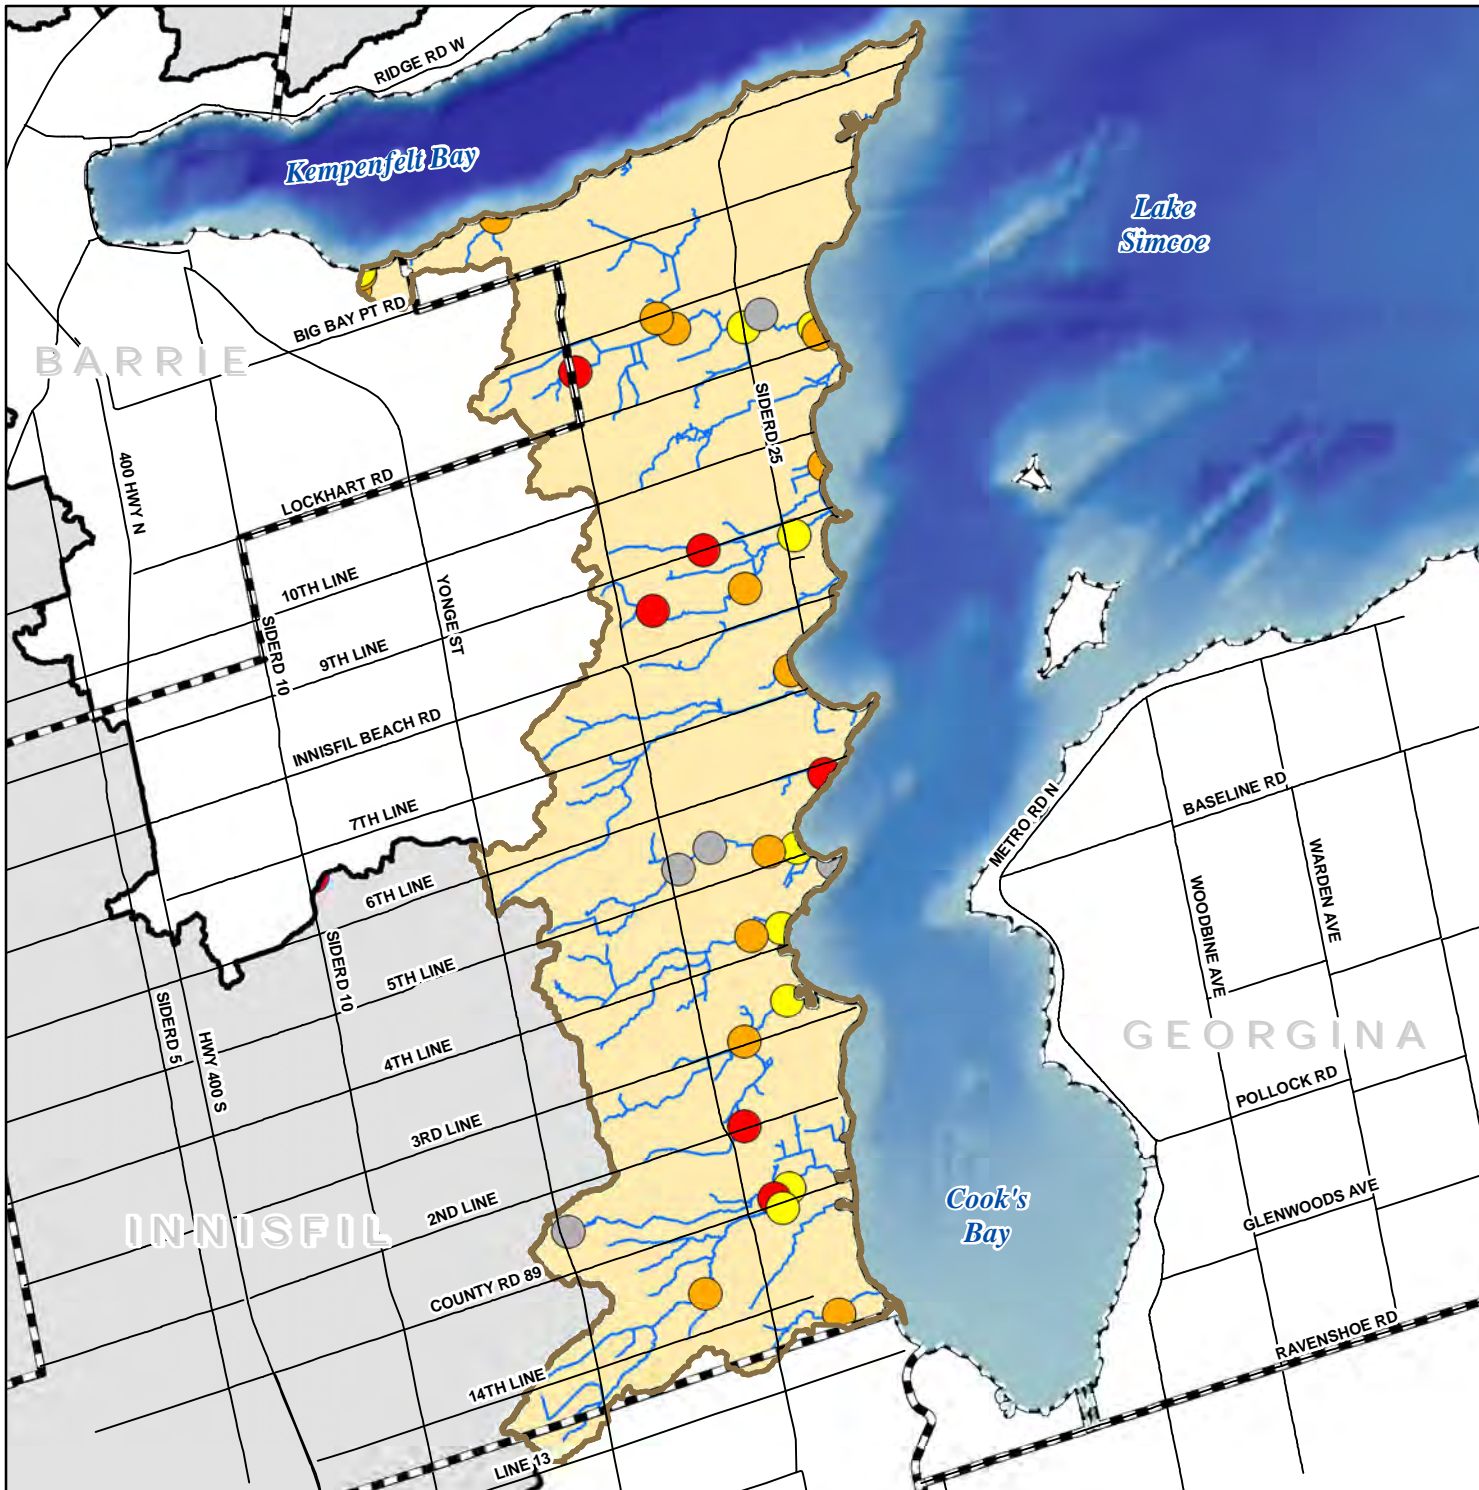 RIDGE RD W
Kempenfelt Bay
Lake
Simcoe
BIG BAY PT RD
BARRIE
SIDERD 25
400 HWY N
LOCKHART RD
10TH LINE
YONGE ST
SIDERD 10
9TH LINE
INNISFIL BEACH RD
7TH LINE
METRO RD N
BASELINE RD
WARDEN AVE
WOODBINE AVE
6TH LINE
SIDERD 10
5TH LINE
SIDERD 5
HWY 400 S
4TH LINE
GEORGINA
POLLOCK RD
3RD LINE
2ND LINE
INNISFIL
Cook's
Bay
GLENWOODS AVE
COUNTY RD 89
RAVENSHOE RD
14TH LINE
LINE 13